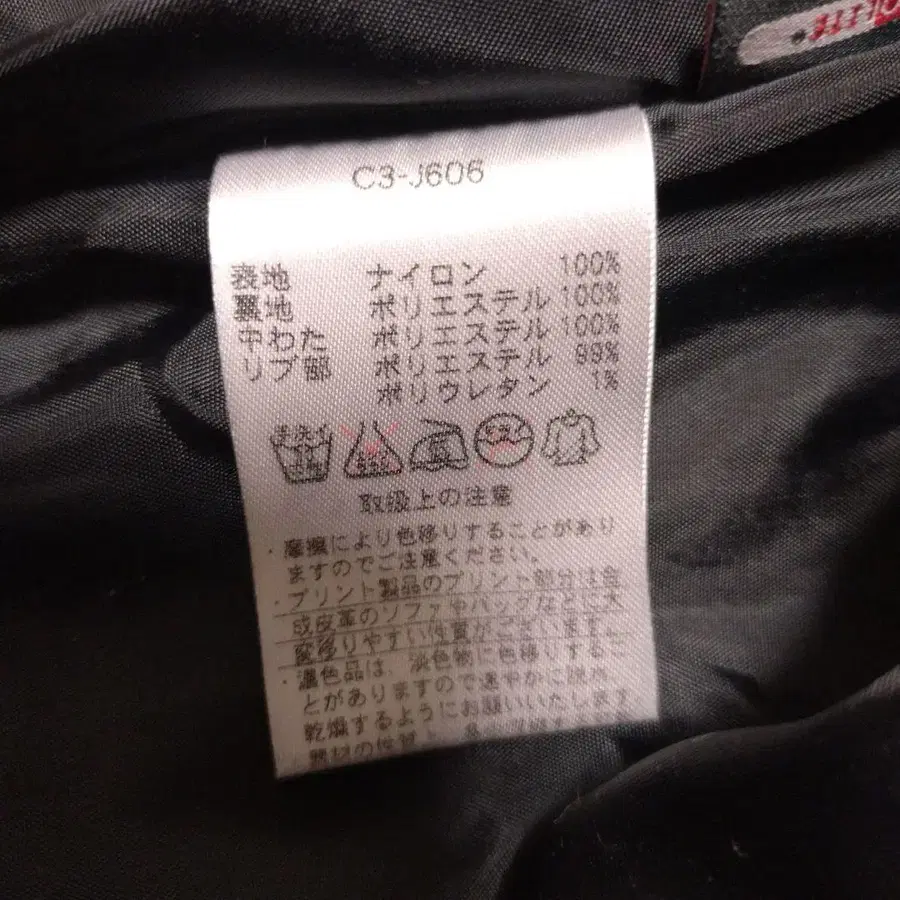 C3-J606
表地 ナイロン 100%
裏地 ポリエステル 100%
中わた ポリエステル 100%
リブ部 ポリエステル 99%
ポリウレタン 1%
取扱上の注意
・摩擦により色移りすることがあり
ますのでご注意ください。
・プリント製品のプリント部分は合
成皮革のソファやバッグなどに大
変移りやすい性質がございます。
・濃色品は、淡色物に色移りするこ
とがありますので速やかに洗れ
乾燥するようにお願いいたします
の性質上